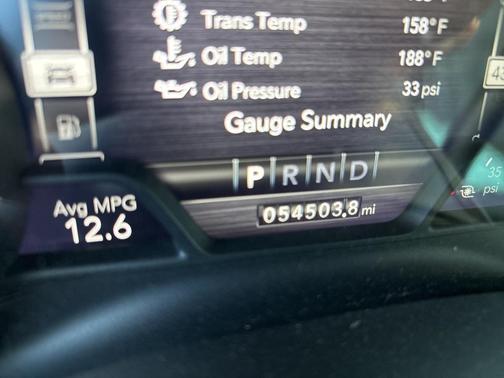 Trans Temp 158°F
Oil Temp 188°F
Oil Pressure 33 psi
Gauge Summary
P R N D
Avg MPG
12.6
054503.8 mi
35
psi